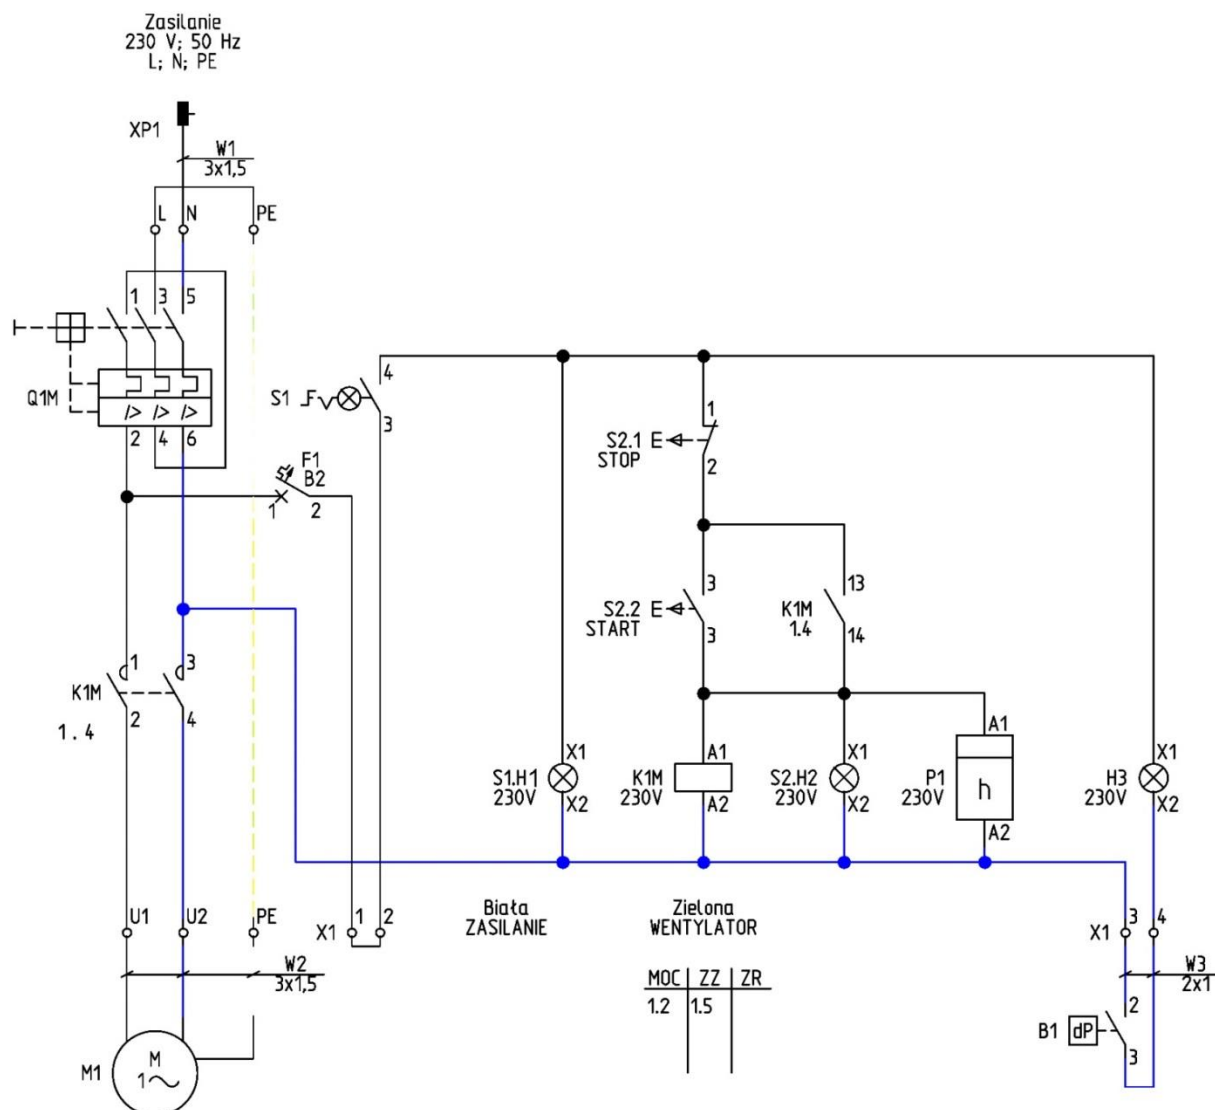 Zasilanie
230 V; 50 Hz
L; N; PE
XP1
W1
3x1,5
L N PE
1 3 5
Q1M
I> I> I>
2 4 6
S1
4
3
F1
B2
1 2
1
S2.1 E
STOP
2
3
S2.2 E
START
3
13
K1M
1.4
14
1 3
K1M
2 4
1.4
X1
S1.H1
230V
X2
A1
K1M
230V
A2
X1
S2.H2
230V
X2
A1
P1
230V
h
A2
X1
H3
230V
X2
U1 U2 PE
X1 1 2
Biała
ZASILANIE
Zielona
WENTYLATOR
X1 3 4
W2
3x1,5
MOC ZZ ZR
1.2 1.5
W3
2x1
2
B1 dP
3
M1
M
1~